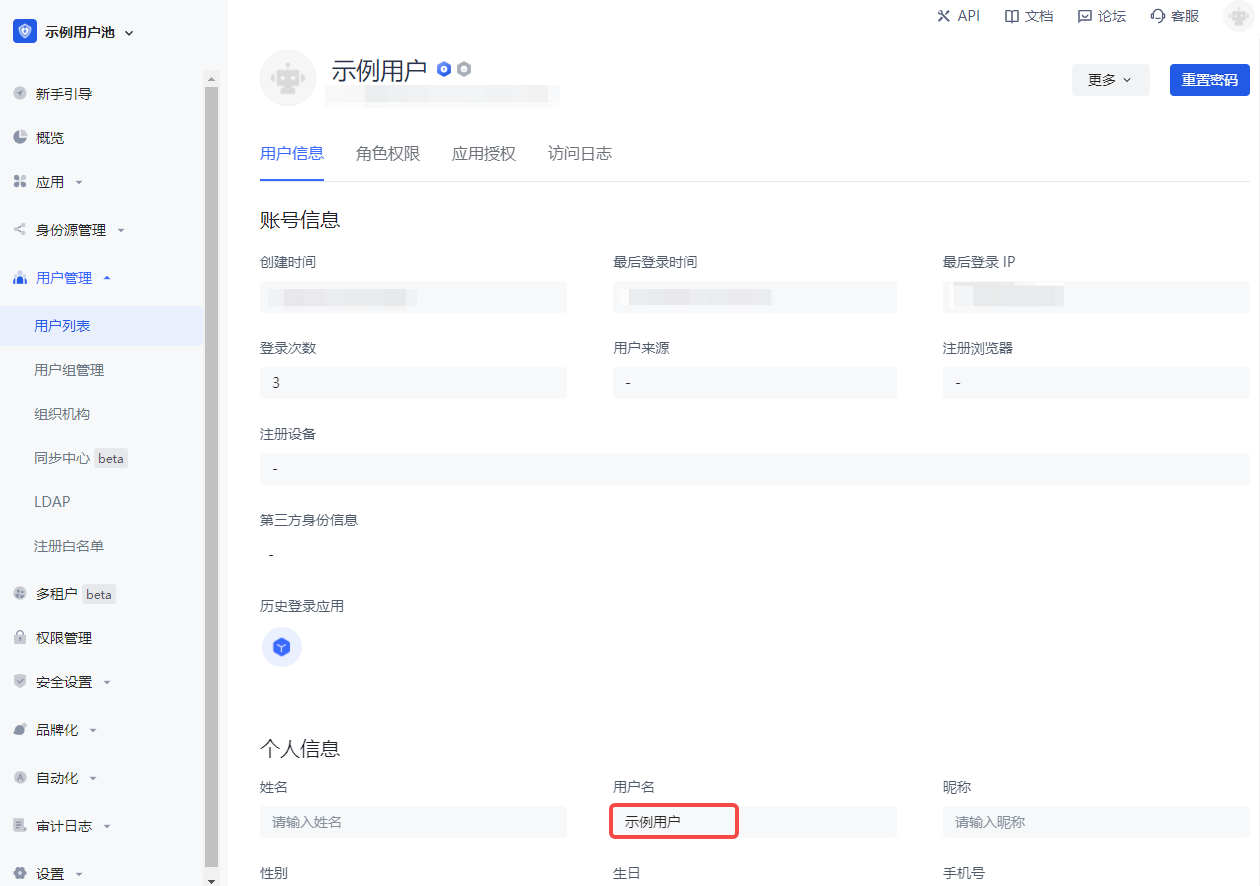 示例用户池
API 文档 论坛 客服
新手引导
概览
应用
身份源管理
用户管理
用户列表
用户组管理
组织机构
同步中心 beta
LDAP
注册白名单
多租户 beta
权限管理
安全设置
品牌化
自动化
审计日志
设置
示例用户
更多
重置密码
用户信息 角色权限 应用授权 访问日志
账号信息
创建时间 最后登录时间 最后登录 IP
登录次数 用户来源 注册浏览器
3 - -
注册设备
-
第三方身份信息
-
历史登录应用
个人信息
姓名 用户名 昵称
请输入姓名 示例用户 请输入昵称
性别 生日 手机号